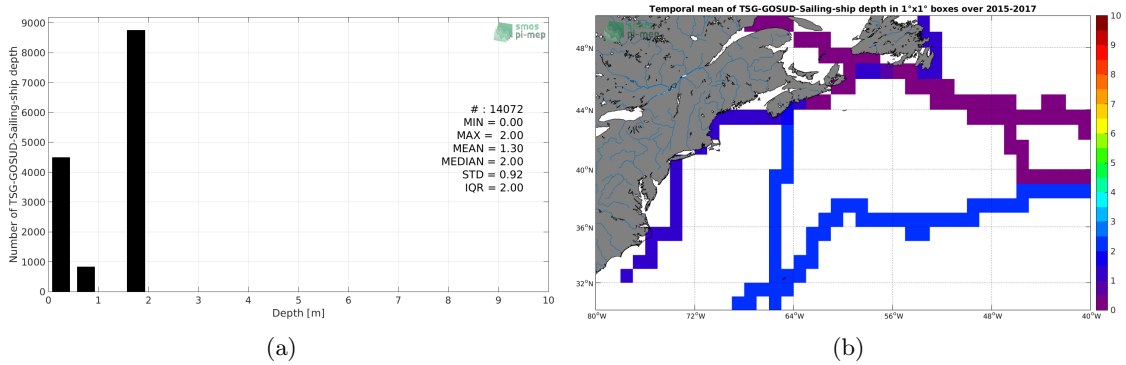 9000
8000
7000
6000
5000
4000
3000
2000
1000
0
Number of TSG-GOSUD-Sailing-ship depth
smos
pi-mep
# : 14072
MIN = 0.00
MAX = 2.00
MEAN = 1.30
MEDIAN = 2.00
STD = 0.92
IQR = 2.00
0 1 2 3 4 5 6 7 8 9 10
Depth [m]
(a)
Temporal mean of TSG-GOSUD-Sailing-ship depth in 1°x1° boxes over 2015-2017
smos
pi-mep
48°N
44°N
40°N
36°N
32°N
80°W 72°W 64°W 56°W 48°W 40°W
10
9
8
7
6
5
4
3
2
1
0
(b)